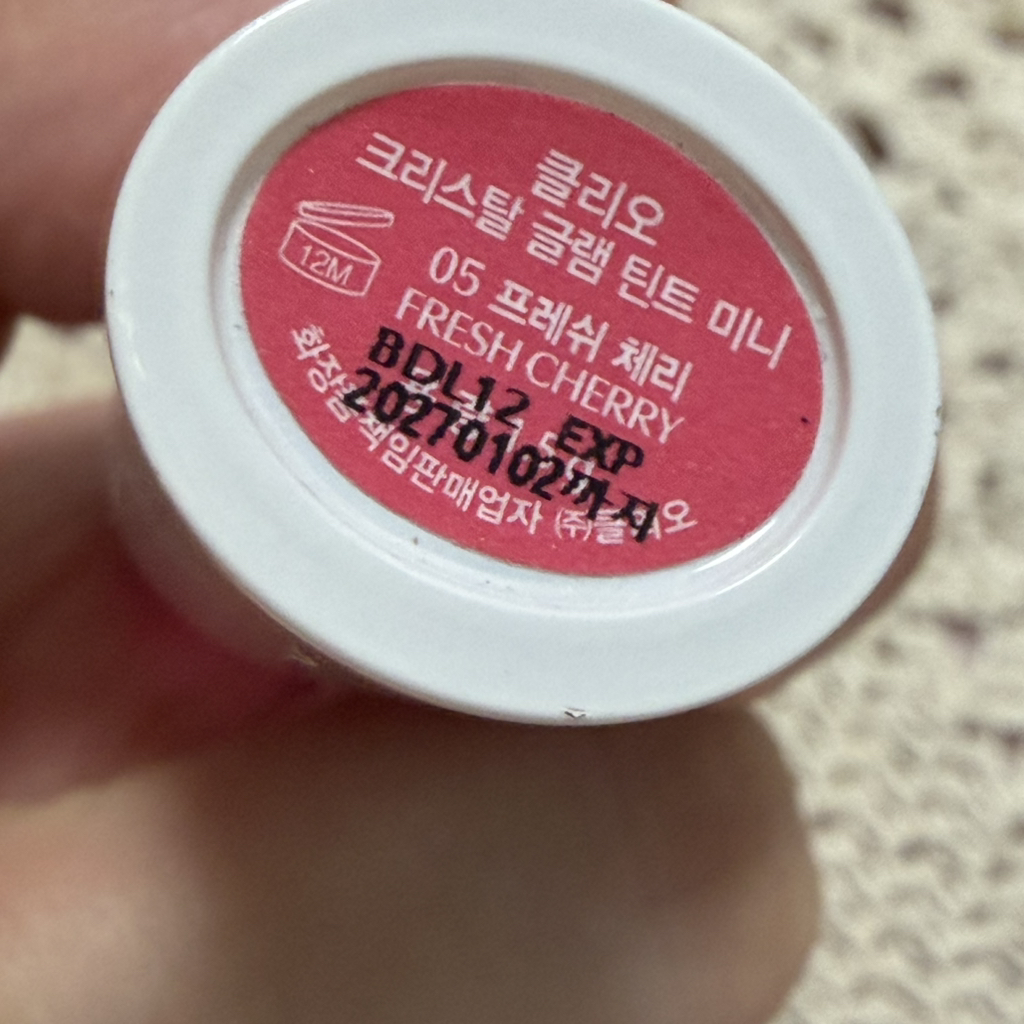 클리오
크리스탈 글램 틴트 미니
12M
05 프레쉬 체리
FRESH CHERRY
BDL12 EXP
20270102까지
화장품책임판매업자 ㈜클리오